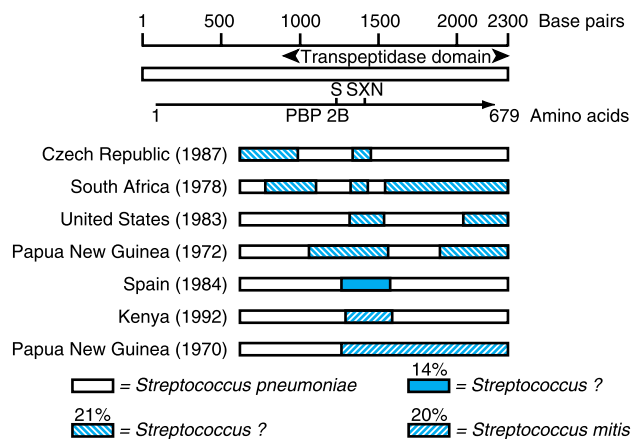 1 500 1000 1500 2000 2300 Base pairs
Transpeptidase domain
S SXN
1 PBP 2B 679 Amino acids
Czech Republic (1987)
South Africa (1978)
United States (1983)
Papua New Guinea (1972)
Spain (1984)
Kenya (1992)
Papua New Guinea (1970)
= Streptococcus pneumoniae
14%
= Streptococcus ?
21%
= Streptococcus ?
20%
= Streptococcus mitis